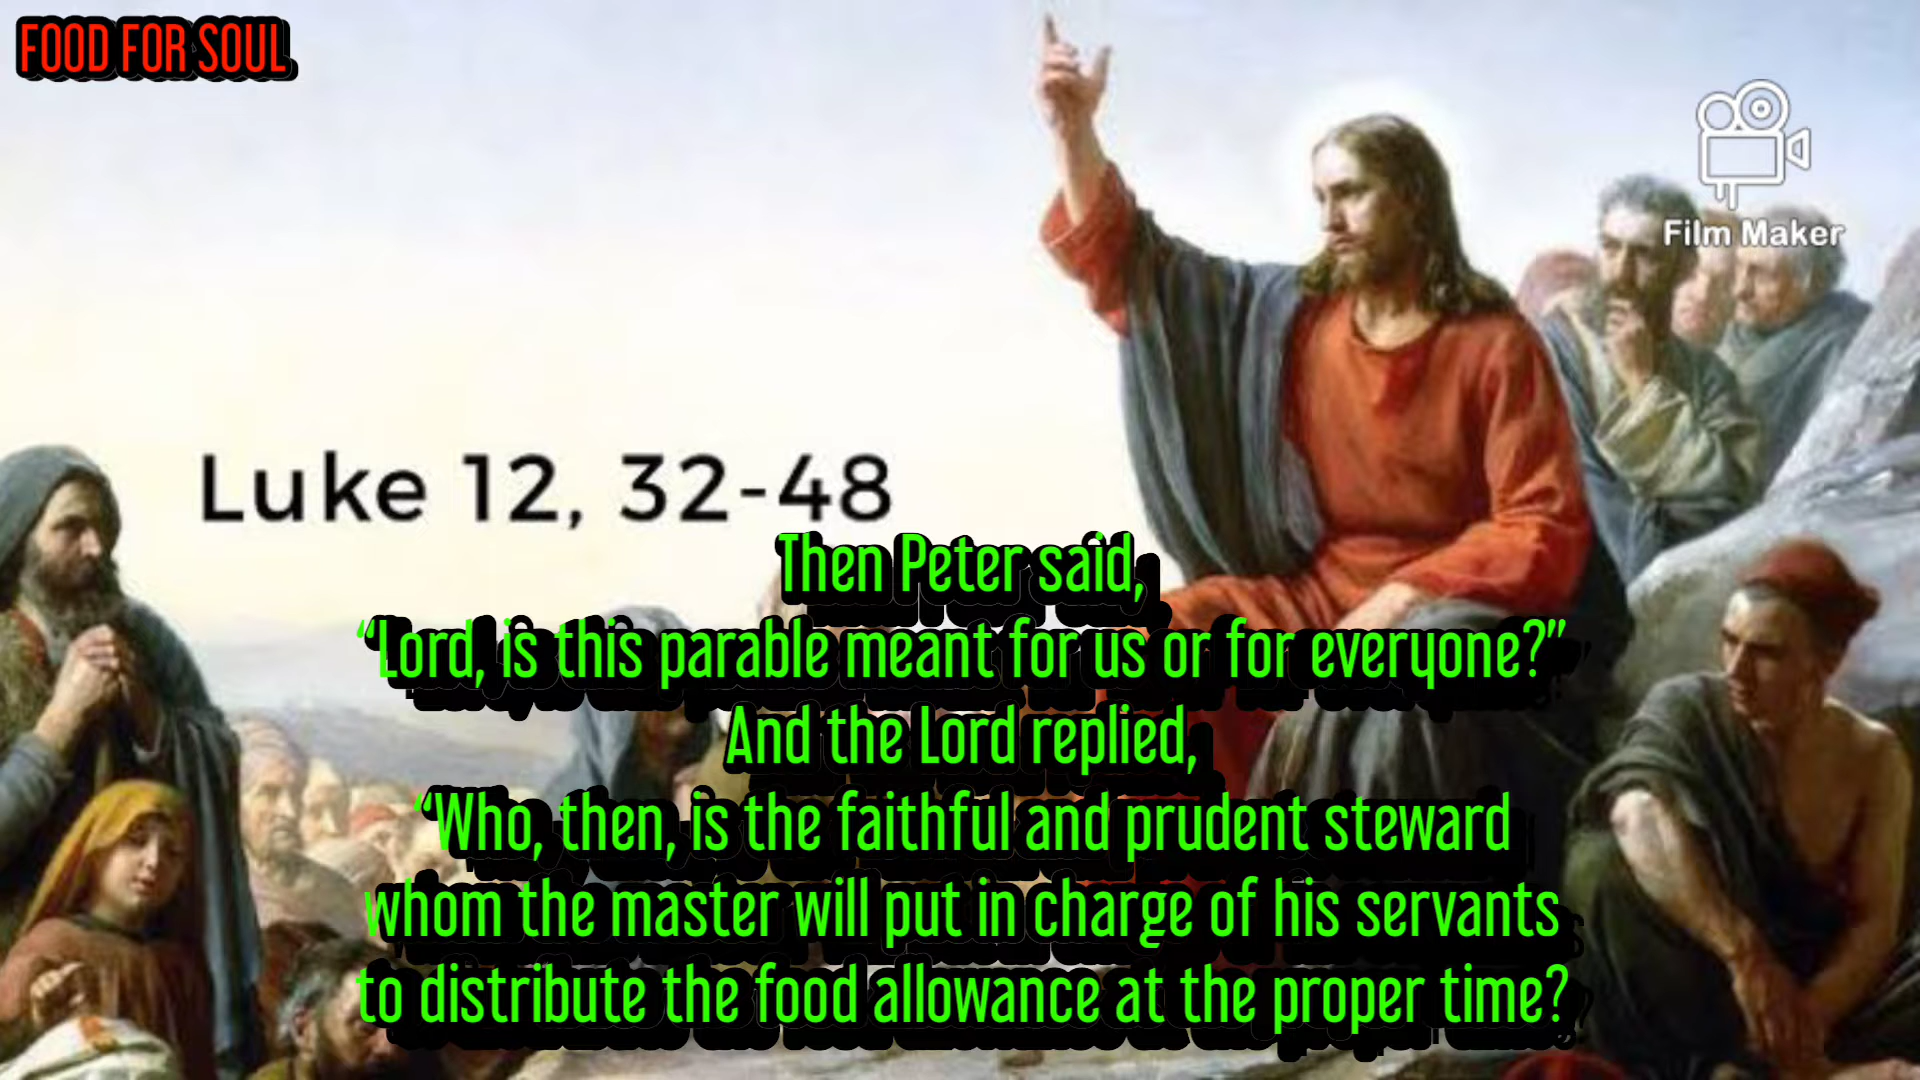 FOOD FOR SOUL
Film Maker
Luke 12, 32-48
Then Peter said,
“Lord, is this parable meant for us or for everyone?”
And the Lord replied,
“Who, then, is the faithful and prudent steward
whom the master will put in charge of his servants
to distribute the food allowance at the proper time?